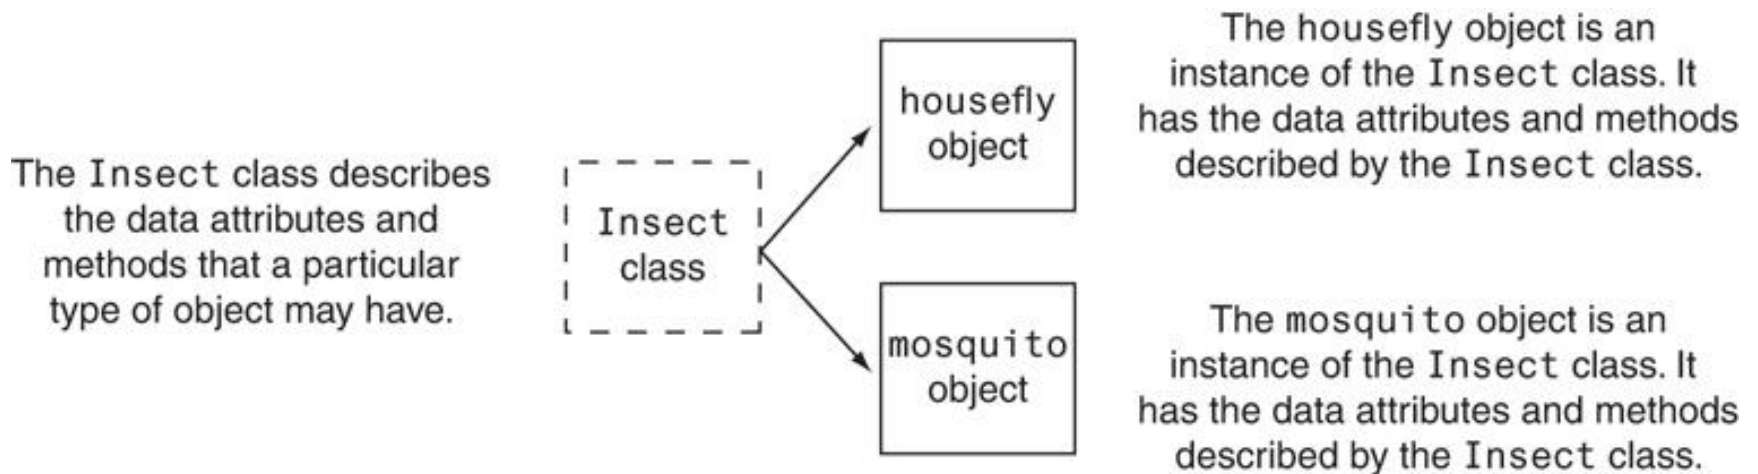 The Insect class describes
the data attributes and
methods that a particular
type of object may have.
Insect
class
housefly
object
The housefly object is an
instance of the Insect class. It
has the data attributes and methods
described by the Insect class.
mosquito
object
The mosquito object is an
instance of the Insect class. It
has the data attributes and methods
described by the Insect class.